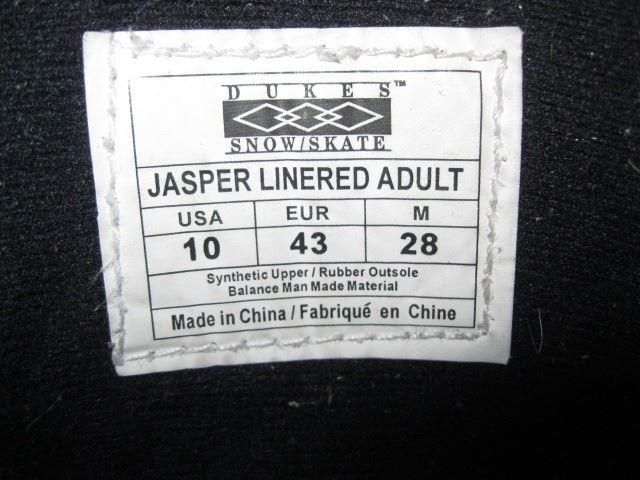 DUKES™
SNOW/SKATE
JASPER LINERED ADULT
USA EUR M
10 43 28
Synthetic Upper / Rubber Outsole
Balance Man Made Material
Made in China / Fabriqué en Chine